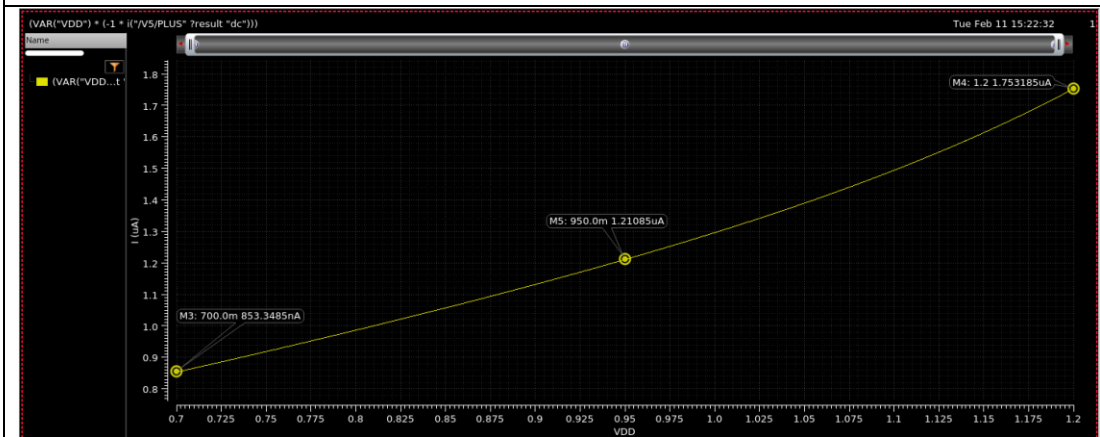 (VAR("VDD") * (-1 * i("/V5/PLUS" ?result "dc")))
Tue Feb 11 15:22:32
1
Name
(VAR("VDD...t "
1.8
1.7
1.6
1.5
1.4
1.3
1.2
1.1
1.0
0.9
0.8
I (uA)
M4: 1.2 1.753185uA
M5: 950.0m 1.21085uA
M3: 700.0m 853.3485nA
0.7 0.725 0.75 0.775 0.8 0.825 0.85 0.875 0.9 0.925 0.95 0.975 1.0 1.025 1.05 1.075 1.1 1.125 1.15 1.175 1.2
VDD